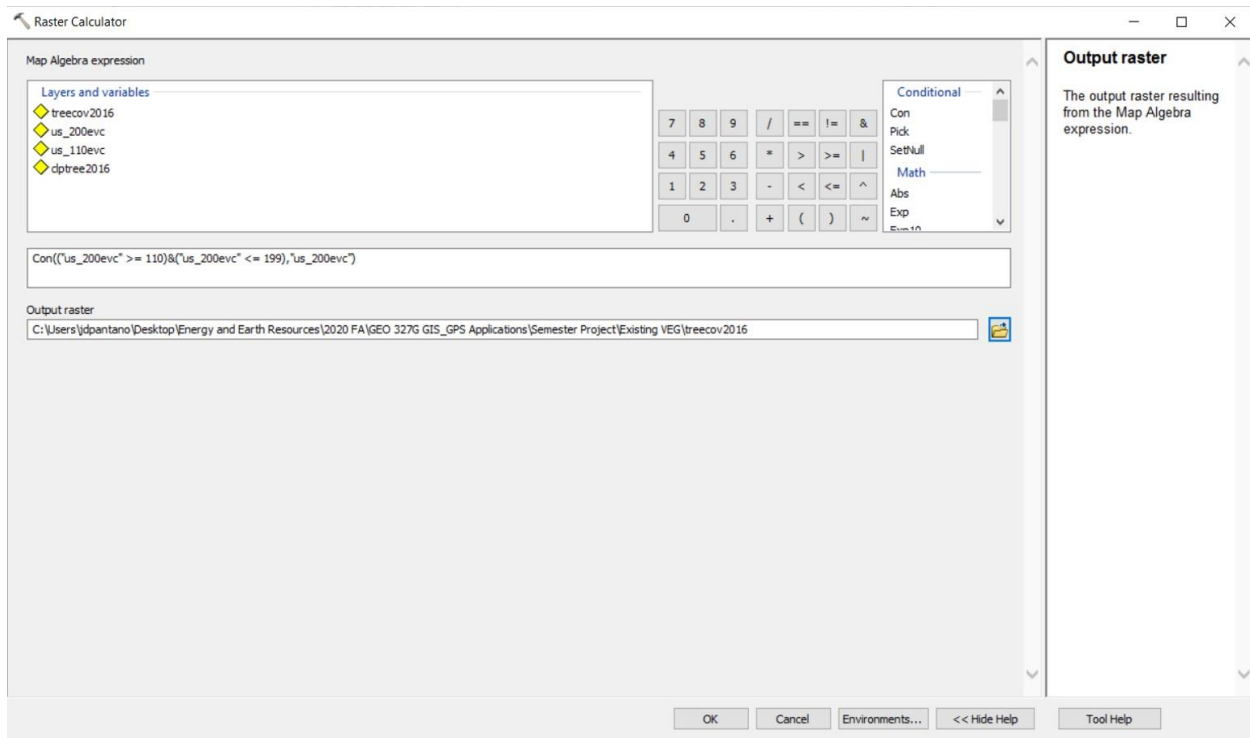 Raster Calculator
Map Algebra expression
Layers and variables
treecov2016
us_200evc
us_110evc
clptree2016
7 8 9 / == != &
4 5 6 * > >= |
1 2 3 - < <= ^
0 . + ( ) ~
Conditional
Con
Pick
SetNull
Math
Abs
Exp
Exp10
Con(("us_200evc" >= 110)&("us_200evc" <= 199),"us_200evc")
Output raster
C:\Users\jdpantano\Desktop\Energy and Earth Resources\2020 FA\GEO 327G GIS_GPS Applications\Semester Project\Existing VEG\treecov2016
OK Cancel Environments... << Hide Help Tool Help
Output raster
The output raster resulting
from the Map Algebra
expression.